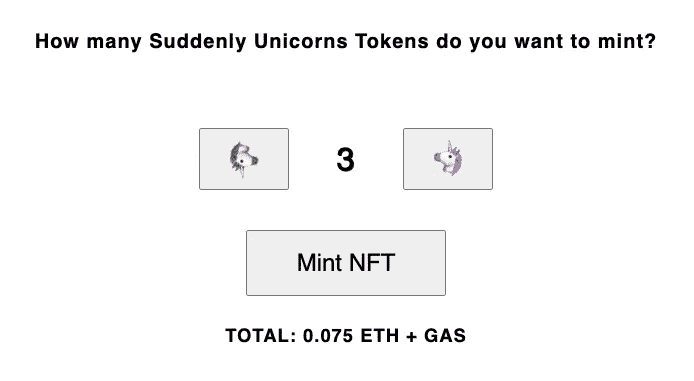 How many Suddenly Unicorns Tokens do you want to mint?
3
Mint NFT
TOTAL: 0.075 ETH + GAS